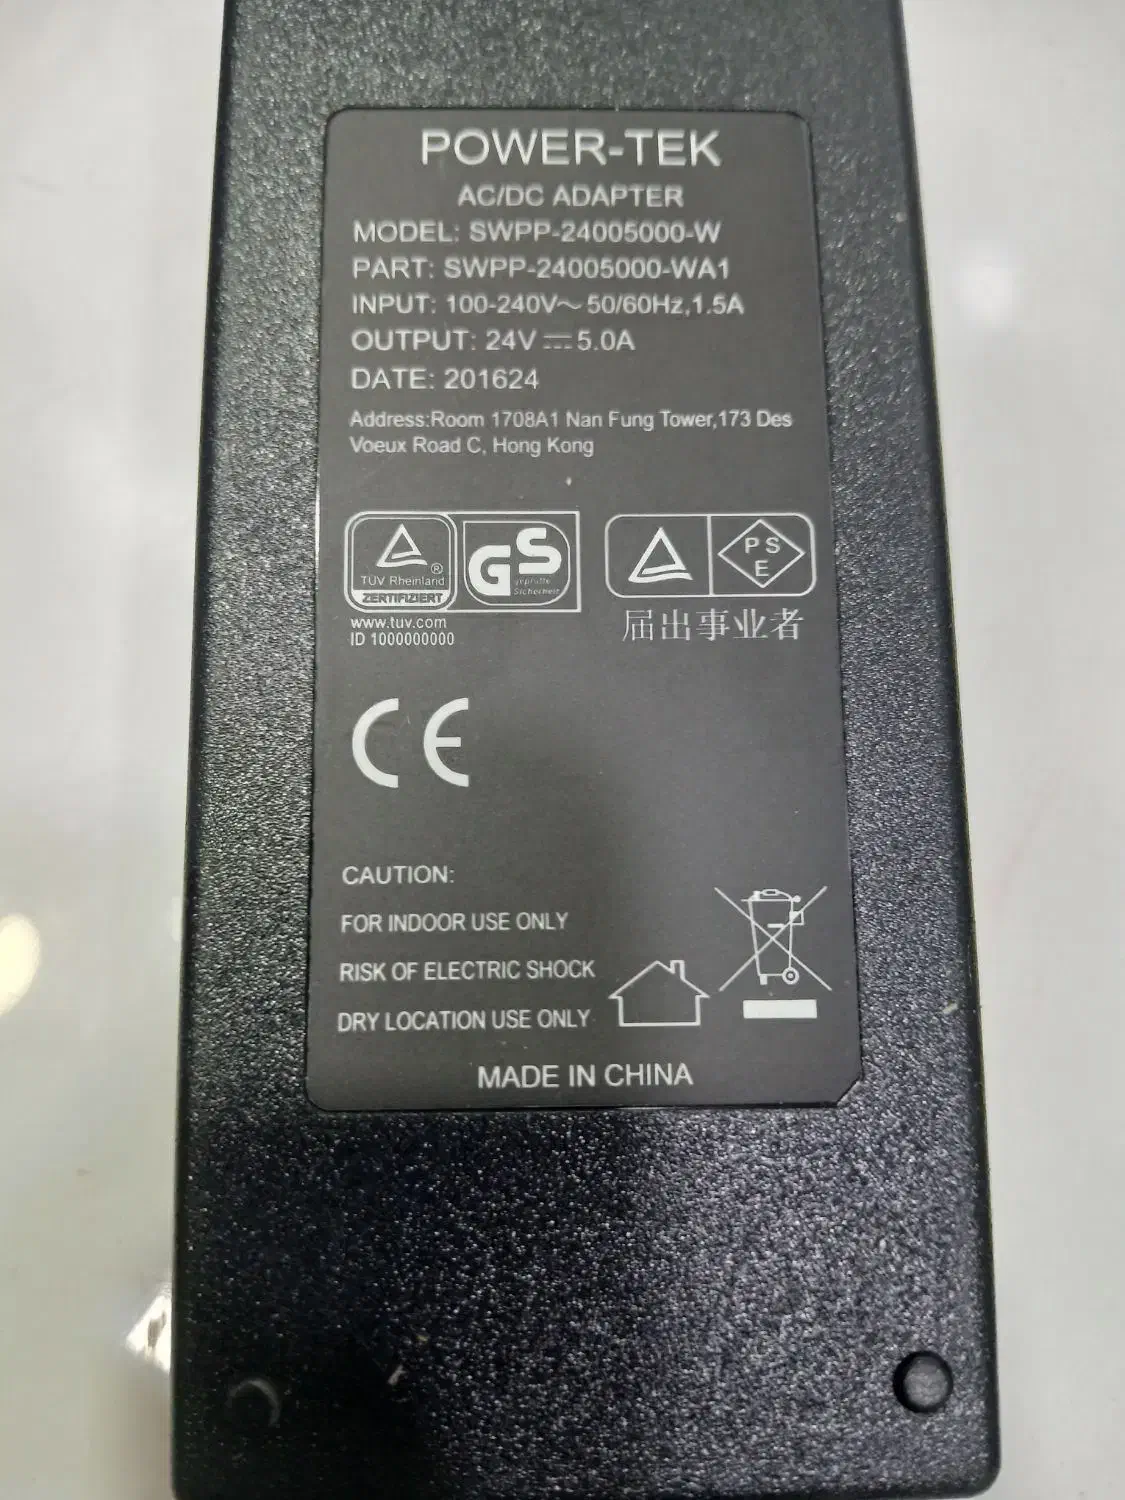 POWER-TEK
AC/DC ADAPTER
MODEL: SWPP-24005000-W
PART: SWPP-24005000-WA1
INPUT: 100-240V～50/60Hz,1.5A
OUTPUT: 24V⎓5.0A
DATE: 201624
Address:Room 1708A1 Nan Fung Tower,173 Des
Voeux Road C, Hong Kong
TÜV Rheinland®
ZERTIFIZIERT
GS
geprüfte
Sicherheit
www.tuv.com
ID 1000000000
PS
E
届出事业者
CE
CAUTION:
FOR INDOOR USE ONLY
RISK OF ELECTRIC SHOCK
DRY LOCATION USE ONLY
MADE IN CHINA